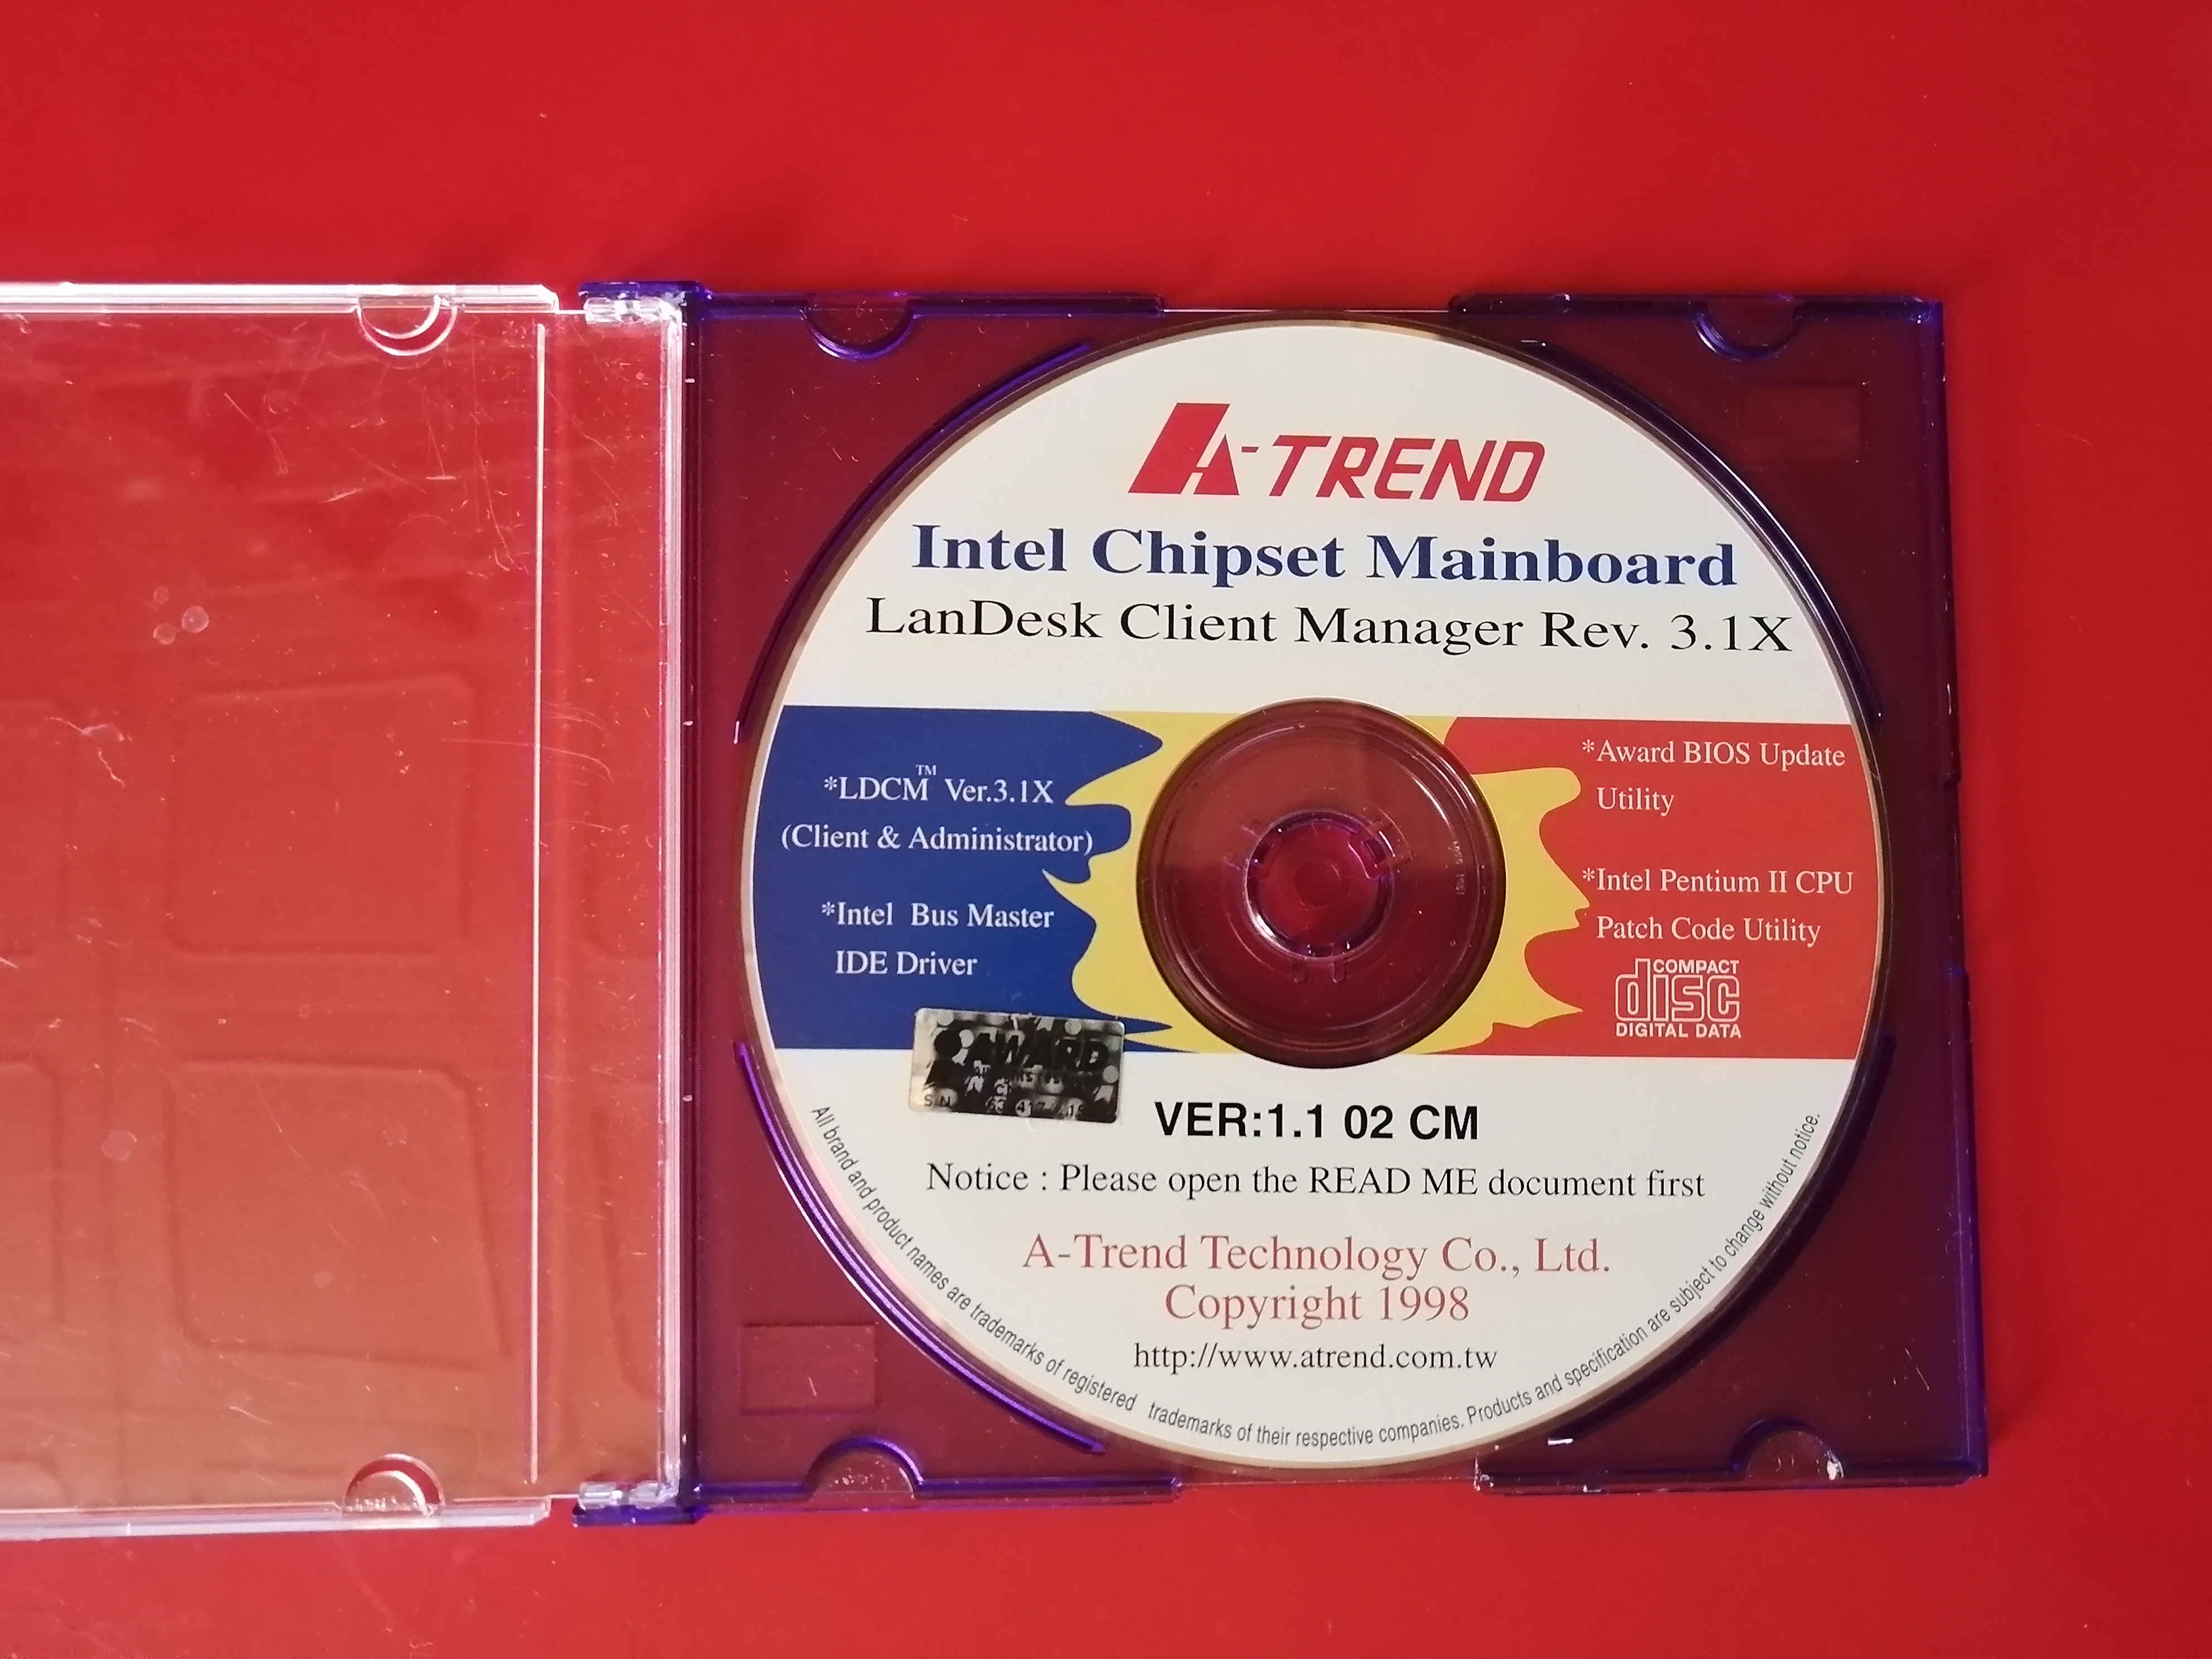 A-TREND
Intel Chipset Mainboard
LanDesk Client Manager Rev. 3.1X
*LDCM™ Ver.3.1X
(Client & Administrator)
*Intel Bus Master
IDE Driver
*Award BIOS Update
Utility
*Intel Pentium II CPU
Patch Code Utility
COMPACT
disc
DIGITAL DATA
AWARD
S/N
VER:1.1 02 CM
Notice : Please open the READ ME document first
A-Trend Technology Co., Ltd.
Copyright 1998
http://www.atrend.com.tw
All brand and product names are trademarks of registered trademarks of their respective companies. Products and specification are subject to change without notice.